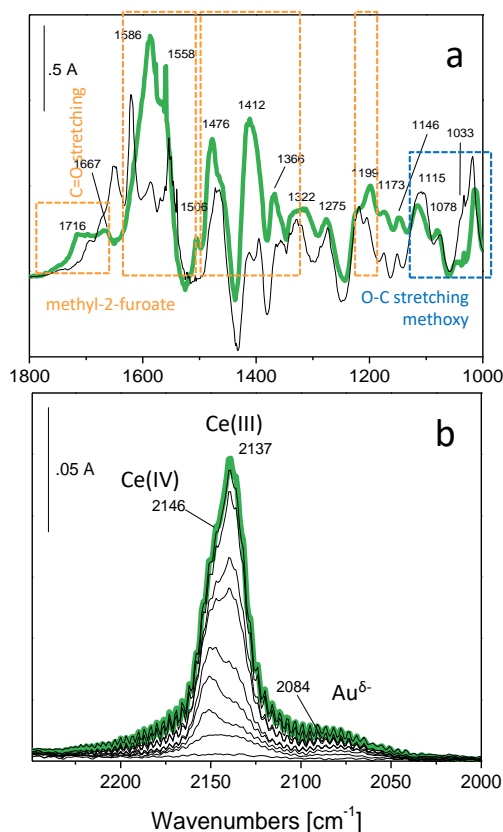 a
.5 A
1586
1558
C=O stretching
1667
1716
1506
1476
1412
1366
1322
1275
1199
1173
1146
1115
1078
1033
methyl-2-furoate
O-C stretching
methoxy
1800
1600
1400
1200
1000
b
.05 A
Ce(III)
2137
Ce(IV)
2146
2084
Auδ-
2200
2150
2100
2050
2000
Wavenumbers [cm-1]